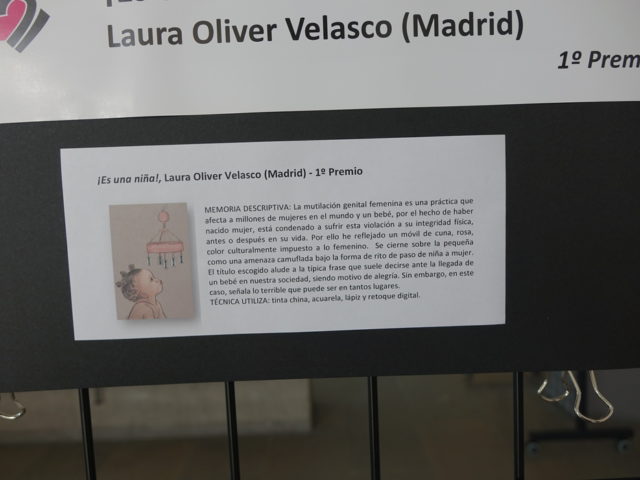 Laura Oliver Velasco (Madrid)
1º Prem
¡Es una niña!, Laura Oliver Velasco (Madrid) - 1º Premio
MEMORIA DESCRIPTIVA: La mutilación genital femenina es una práctica que
afecta a millones de mujeres en el mundo y un bebé, por el hecho de haber
nacido mujer, está condenado a sufrir esta violación a su integridad física,
antes o después en su vida. Por ello he reflejado un móvil de cuna, rosa,
color culturalmente impuesto a lo femenino. Se cierne sobre la pequeña
como una amenaza camuflada bajo la forma de rito de paso de niña a mujer.
El título escogido alude a la típica frase que suele decirse ante la llegada de
un bebé en nuestra sociedad, siendo motivo de alegría. Sin embargo, en este
caso, señala lo terrible que puede ser en tantos lugares.
TÉCNICA UTILIZA: tinta china, acuarela, lápiz y retoque digital.